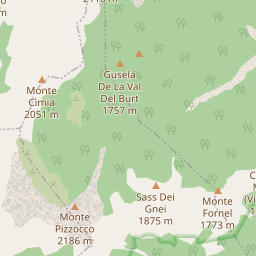 Gusela
De La Val
Del Burt
1757 m
Monte
Cimia
2051 m
Sass Dei
Gnei
1875 m
Monte
Fornel
1773 m
Monte
Pizzocco
2186 m